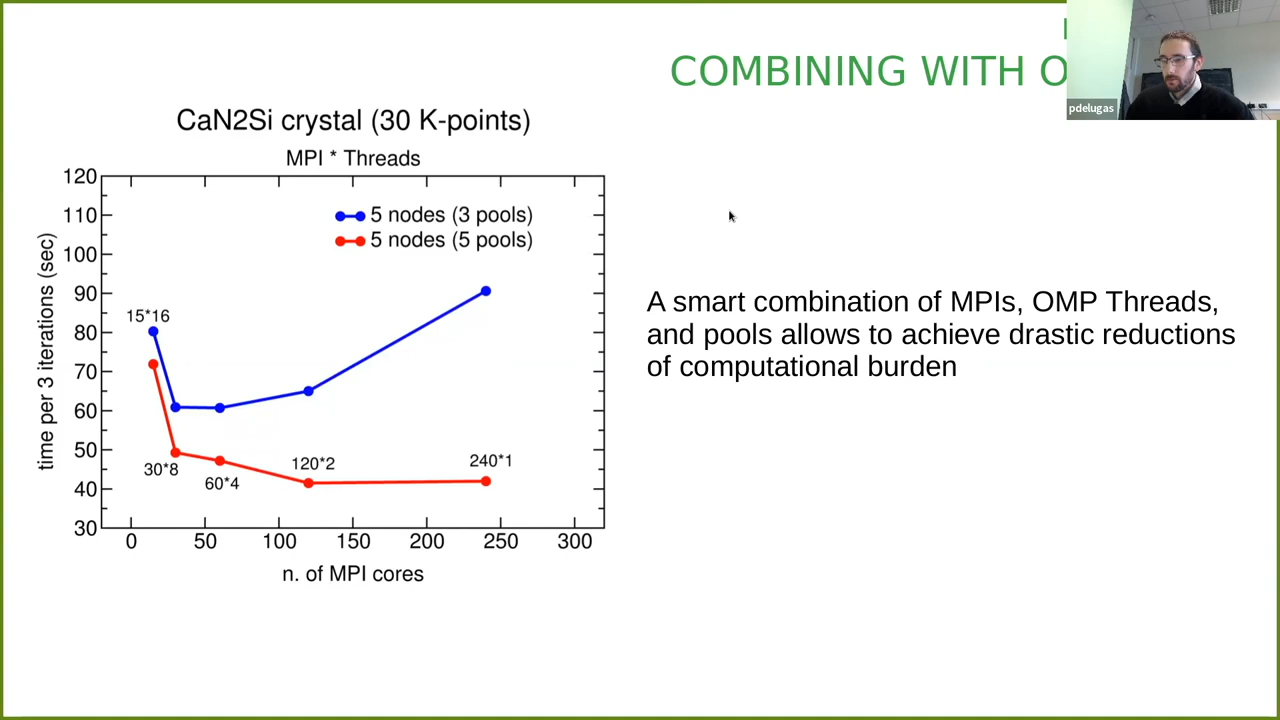 COMBINING WITH
pdelugas
CaN2Si crystal (30 K-points)
MPI * Threads
120
110
100
90
80
70
60
50
40
30
time per 3 iterations (sec)
5 nodes (3 pools)
5 nodes (5 pools)
15*16
30*8
60*4
120*2
240*1
0 50 100 150 200 250 300
n. of MPI cores
A smart combination of MPIs, OMP Threads,
and pools allows to achieve drastic reductions
of computational burden